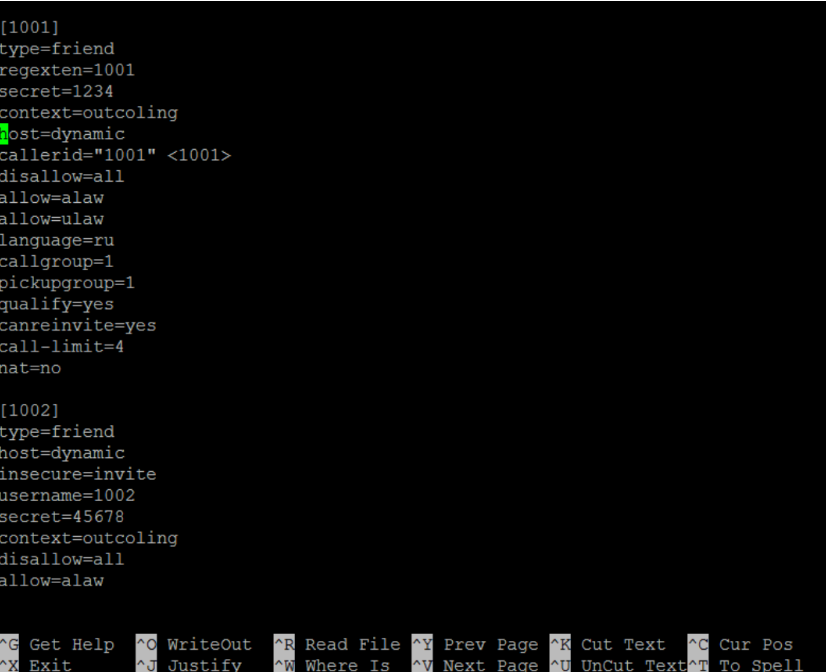 [1001]
type=friend
regexten=1001
secret=1234
context=outcoling
host=dynamic
callerid="1001" <1001>
disallow=all
allow=alaw
allow=ulaw
language=ru
callgroup=1
pickupgroup=1
qualify=yes
canreinvite=yes
call-limit=4
nat=no
[1002]
type=friend
host=dynamic
insecure=invite
username=1002
secret=45678
context=outcoling
disallow=all
allow=alaw
^G Get Help ^O WriteOut ^R Read File ^Y Prev Page ^K Cut Text ^C Cur Pos
^X Exit ^J Justify ^W Where Is ^V Next Page ^U UnCut Text ^T To Spell